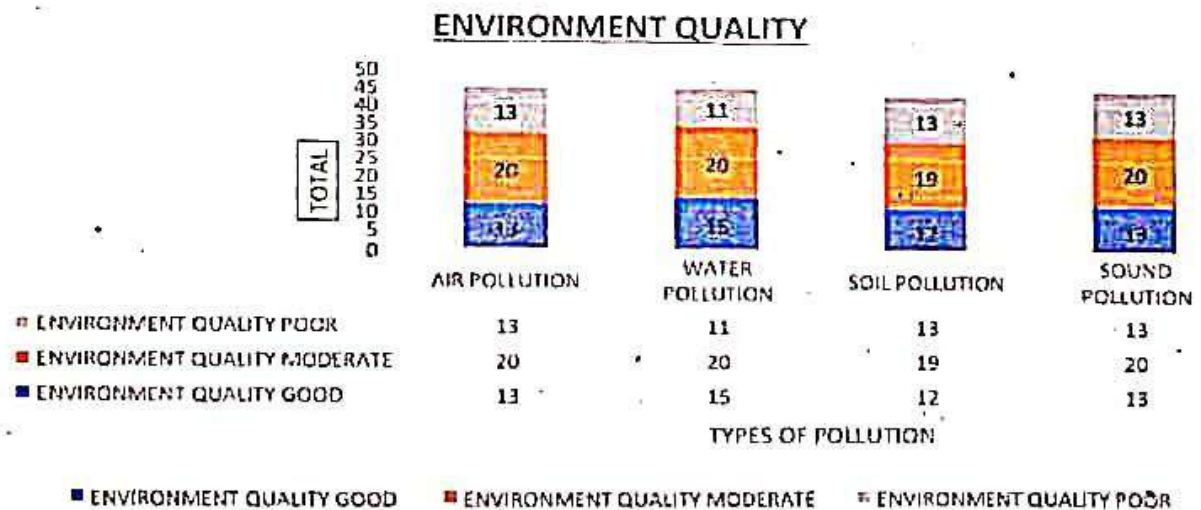 ENVIRONMENT QUALITY
50
45
40
35
30
25
20
15
10
5
0
TOTAL
13 11 13 13
20 20 19 20
13 15 12 13
AIR POLLUTION WATER POLLUTION SOIL POLLUTION SOUND POLLUTION
ENVIRONMENT QUALITY POOR 13 11 13 13
ENVIRONMENT QUALITY MODERATE 20 20 19 20
ENVIRONMENT QUALITY GOOD 13 15 12 13
TYPES OF POLLUTION
ENVIRONMENT QUALITY GOOD ENVIRONMENT QUALITY MODERATE ENVIRONMENT QUALITY POOR